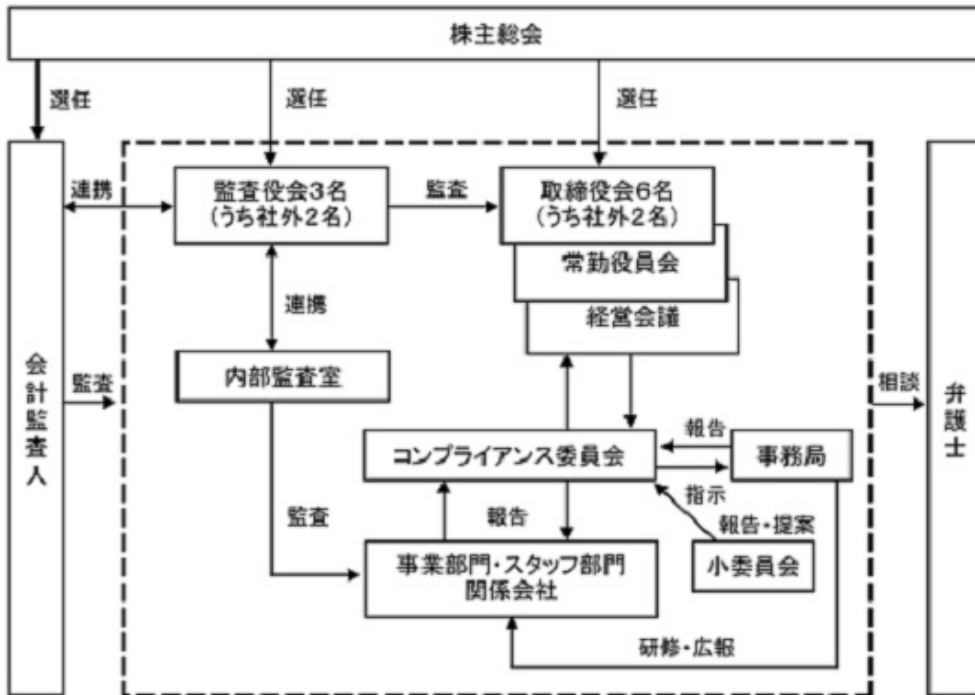 株主総会
選任
選任
選任
連携
監査役会3名
(うち社外2名)
監査
取締役会6名
(うち社外2名)
常勤役員会
経営会議
連携
内部監査室
会計監査人
監査
相談
弁護士
コンプライアンス委員会
報告
事務局
指示
監査
報告
報告・提案
事業部門・スタッフ部門
関係会社
小委員会
研修・広報